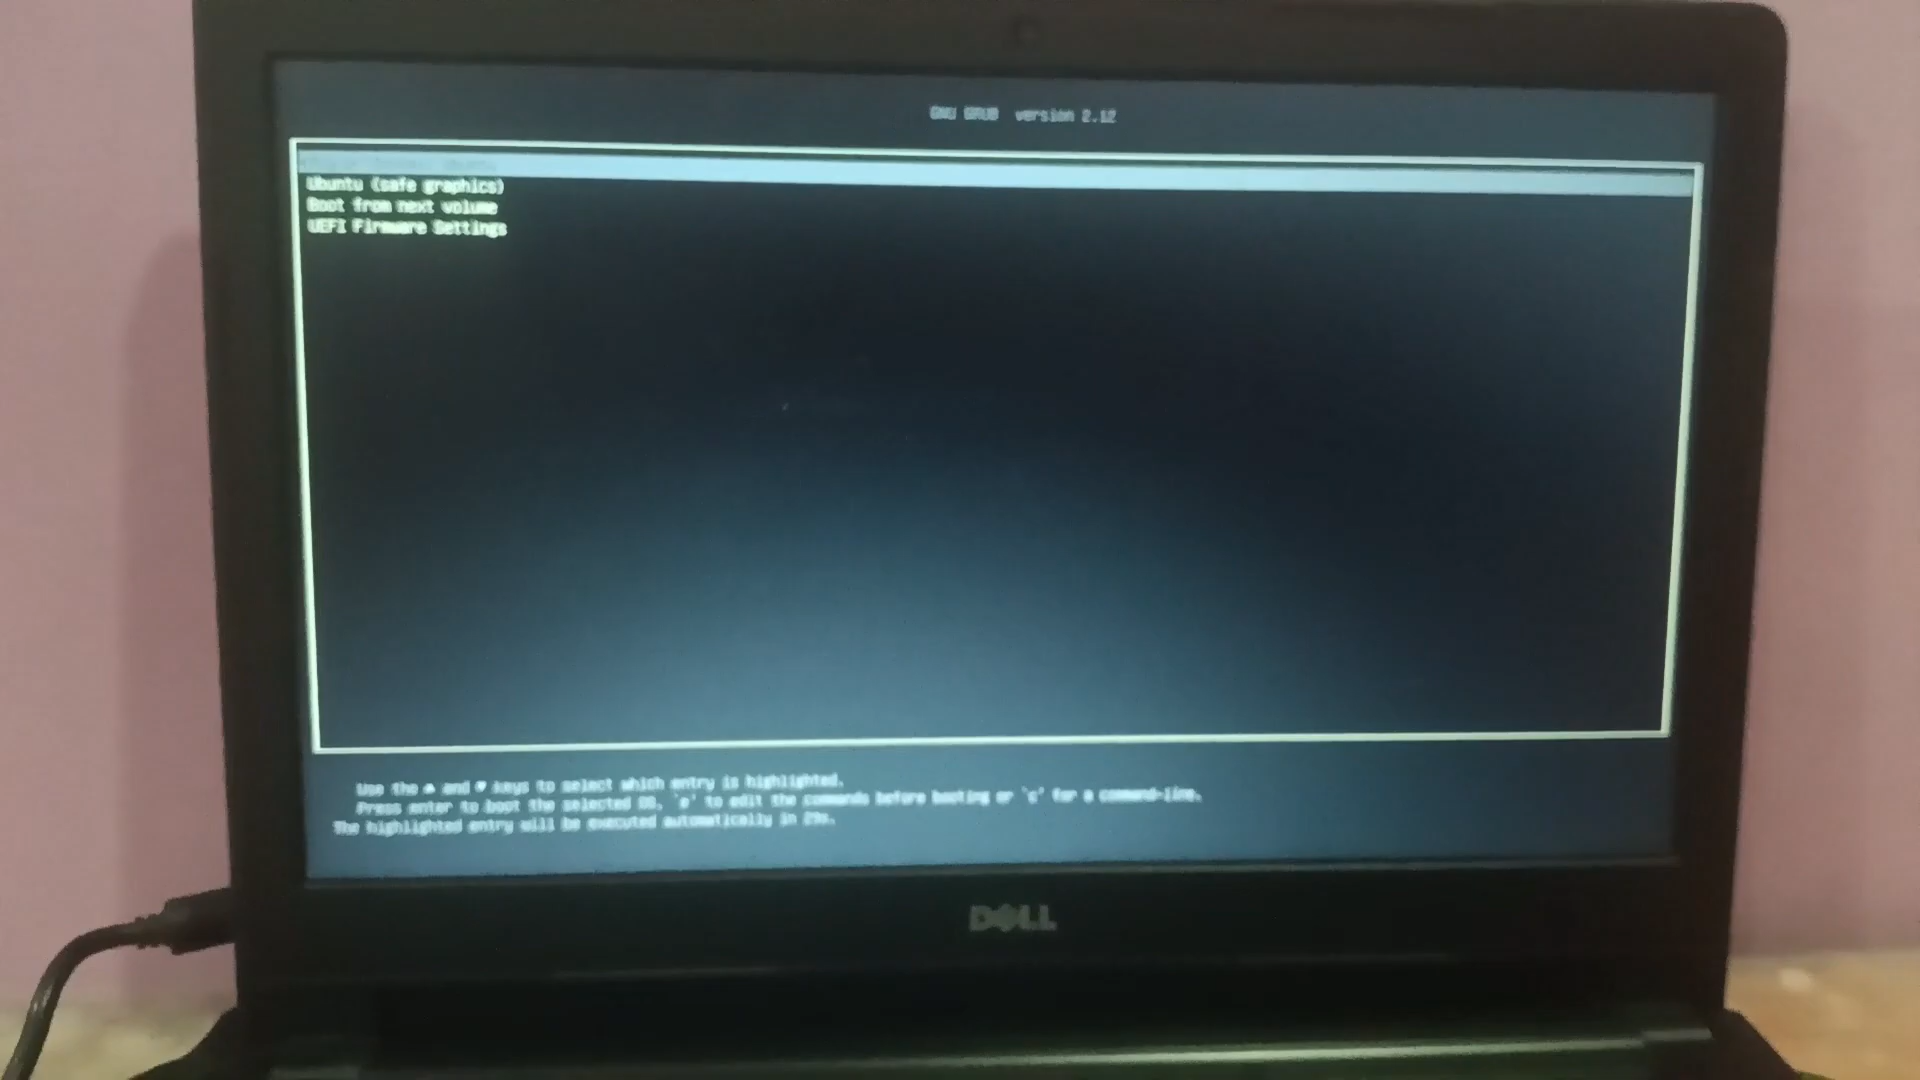 GNU GRUB version 2.12
Ubuntu (safe graphics)
Boot from next volume
UEFI Firmware Settings
Use the ▲ and ▼ keys to select which entry is highlighted.
Press enter to boot the selected OS, `e' to edit the commands before booting or `c' for a command-line.
The highlighted entry will be executed automatically in 29s.
DELL